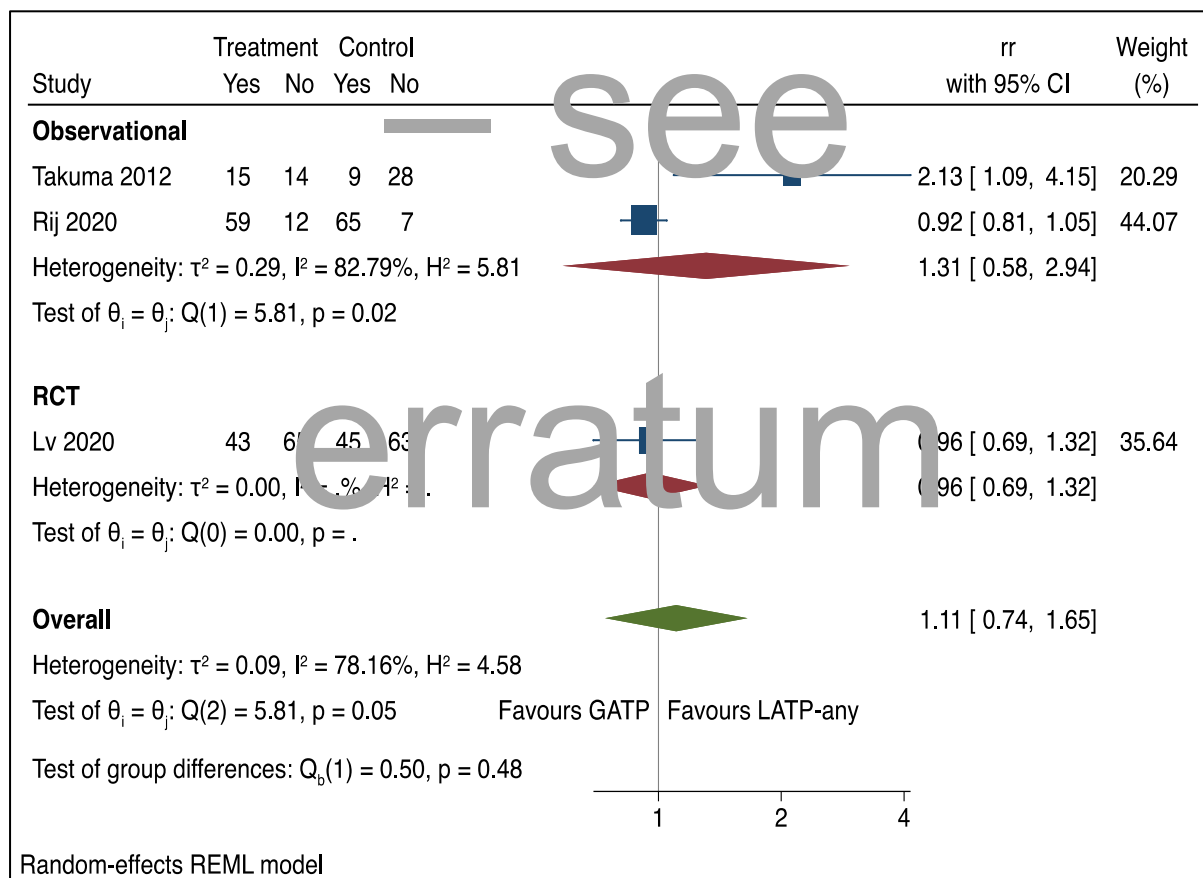 Treatment Control rr Weight
Study Yes No Yes No with 95% CI (%)
Observational
Takuma 2012 15 14 9 28 2.13 [ 1.09, 4.15] 20.29
Rij 2020 59 12 65 7 0.92 [ 0.81, 1.05] 44.07
Heterogeneity: τ² = 0.29, I² = 82.79%, H² = 5.81 1.31 [ 0.58, 2.94]
Test of θᵢ = θⱼ: Q(1) = 5.81, p = 0.02
— see
RCT
Lv 2020 43 45 63 0.96 [ 0.69, 1.32] 35.64
Heterogeneity: τ² = 0.00, I² = .%, H² = . 0.96 [ 0.69, 1.32]
erratum
Test of θᵢ = θⱼ: Q(0) = 0.00, p = .
Overall 1.11 [ 0.74, 1.65]
Heterogeneity: τ² = 0.09, I² = 78.16%, H² = 4.58
Test of θᵢ = θⱼ: Q(2) = 5.81, p = 0.05 Favours GATP Favours LATP-any
Test of group differences: Q_b(1) = 0.50, p = 0.48
1 2 4
Random-effects REML model